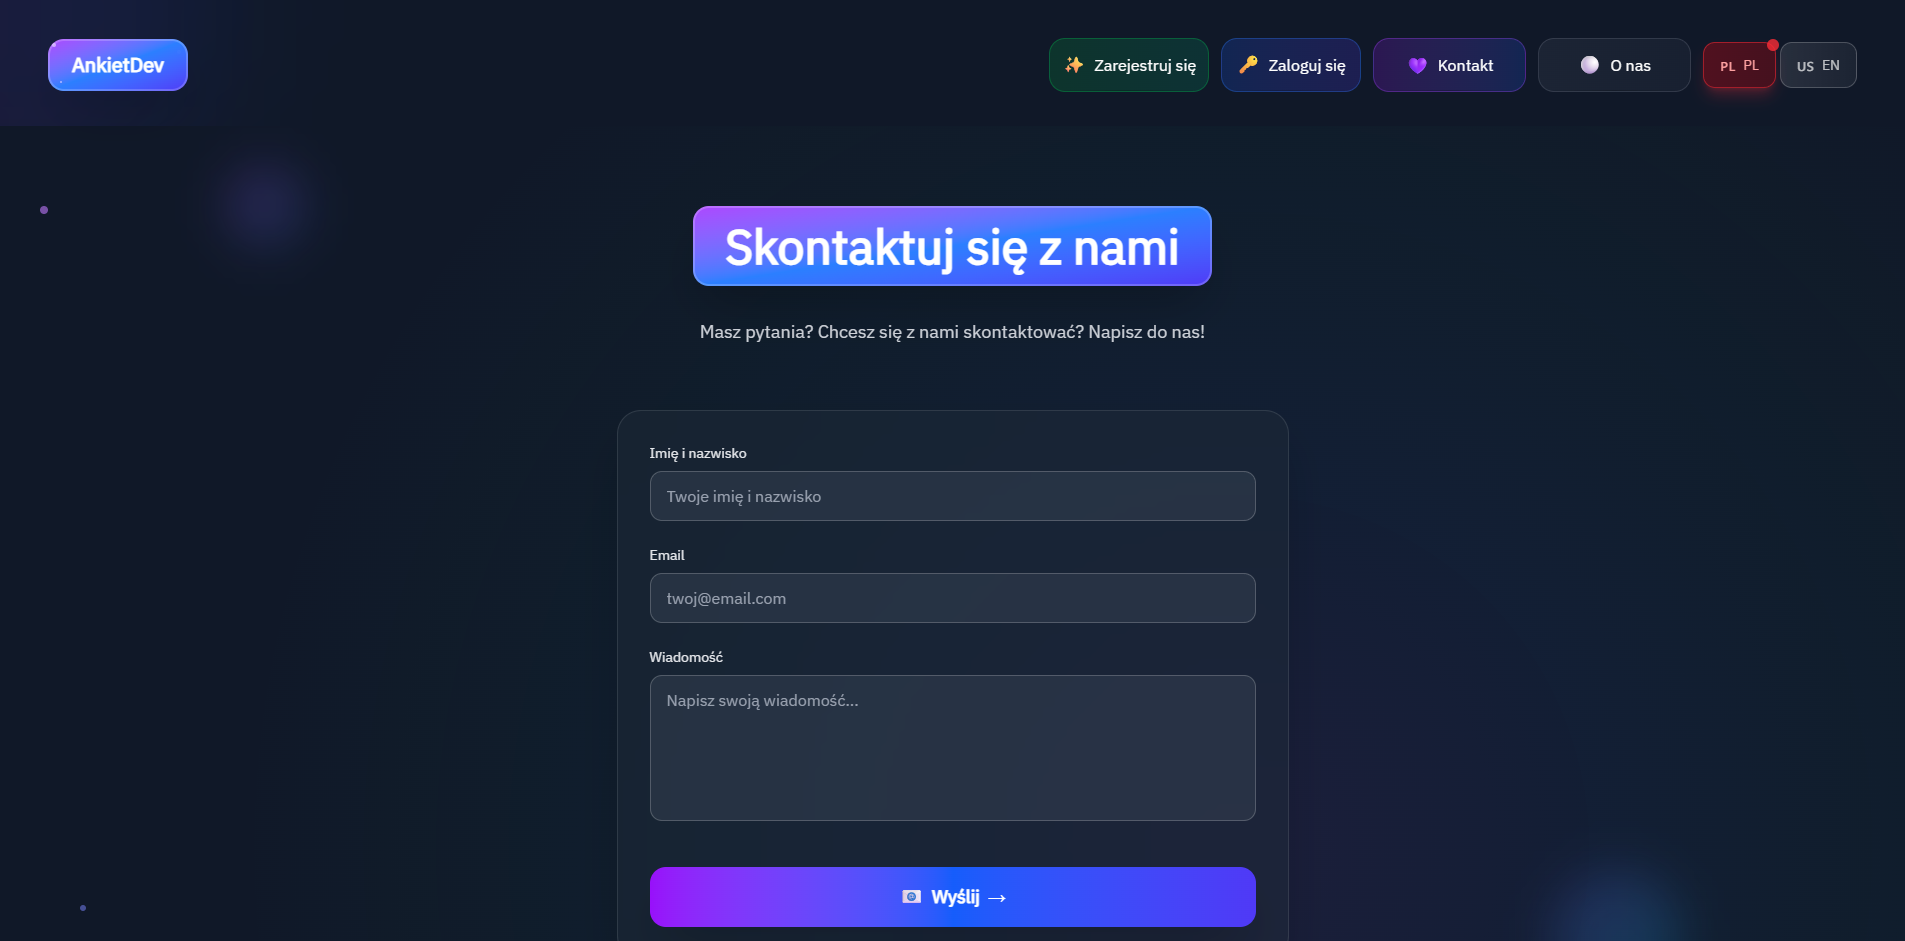 AnkietDev
✨ Zarejestruj się
🔑 Zaloguj się
💜 Kontakt
O nas
PL PL
US EN
Skontaktuj się z nami
Masz pytania? Chcesz się z nami skontaktować? Napisz do nas!
Imię i nazwisko
Twoje imię i nazwisko
Email
twoj@email.com
Wiadomość
Napisz swoją wiadomość...
📧 Wyślij →